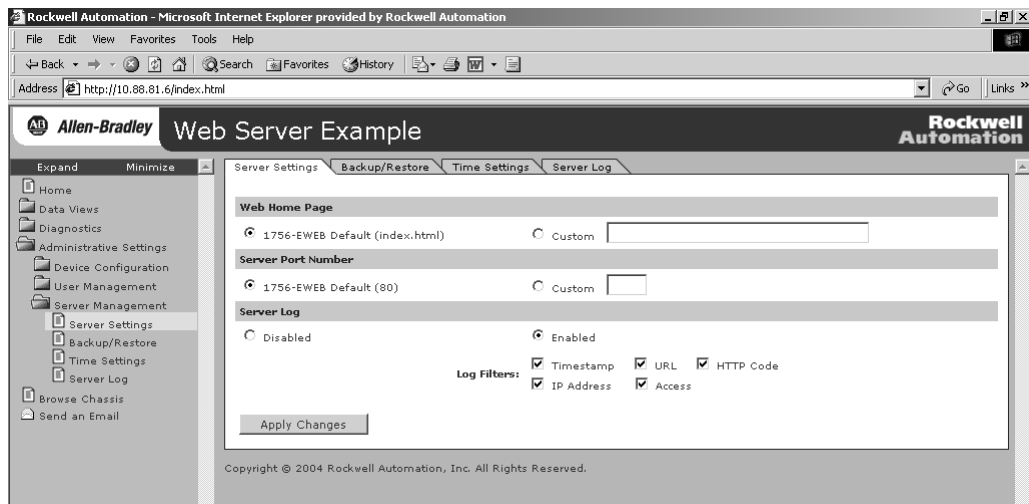 Rockwell Automation - Microsoft Internet Explorer provided by Rockwell Automation
File Edit View Favorites Tools Help
Back Search Favorites History
Address http://10.88.81.6/index.html Go Links »
AB Allen-Bradley Web Server Example Rockwell Automation
Expand Minimize
Home
Data Views
Diagnostics
Administrative Settings
Device Configuration
User Management
Server Management
Server Settings
Backup/Restore
Time Settings
Server Log
Browse Chassis
Send an Email
Server Settings Backup/Restore Time Settings Server Log
Web Home Page
1756-EWEB Default (index.html) Custom
Server Port Number
1756-EWEB Default (80) Custom
Server Log
Disabled Enabled
Log Filters: Timestamp URL HTTP Code
IP Address Access
Apply Changes
Copyright © 2004 Rockwell Automation, Inc. All Rights Reserved.